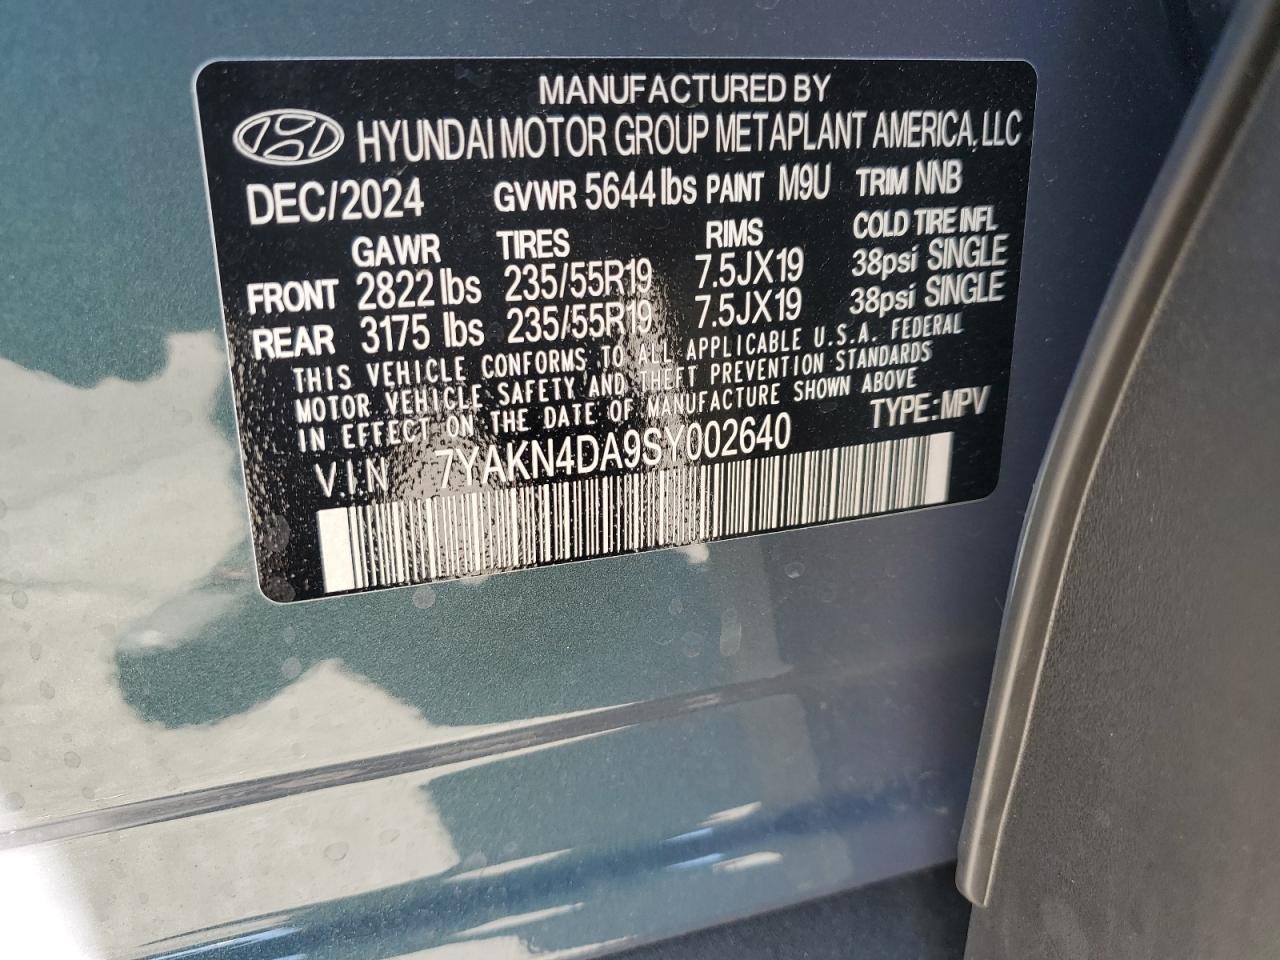 MANUFACTURED BY
HYUNDAI MOTOR GROUP METAPLANT AMERICA, LLC
DEC/2024 GVWR 5644 lbs PAINT M9U TRIM NNB
GAWR TIRES RIMS COLD TIRE INFL
FRONT 2822 lbs 235/55R19 7.5JX19 38psi SINGLE
REAR 3175 lbs 235/55R19 7.5JX19 38psi SINGLE
THIS VEHICLE CONFORMS TO ALL APPLICABLE U.S.A. FEDERAL
MOTOR VEHICLE SAFETY AND THEFT PREVENTION STANDARDS
IN EFFECT ON THE DATE OF MANUFACTURE SHOWN ABOVE
V.I.N 7YAKN4DA9SY002640 TYPE: MPV